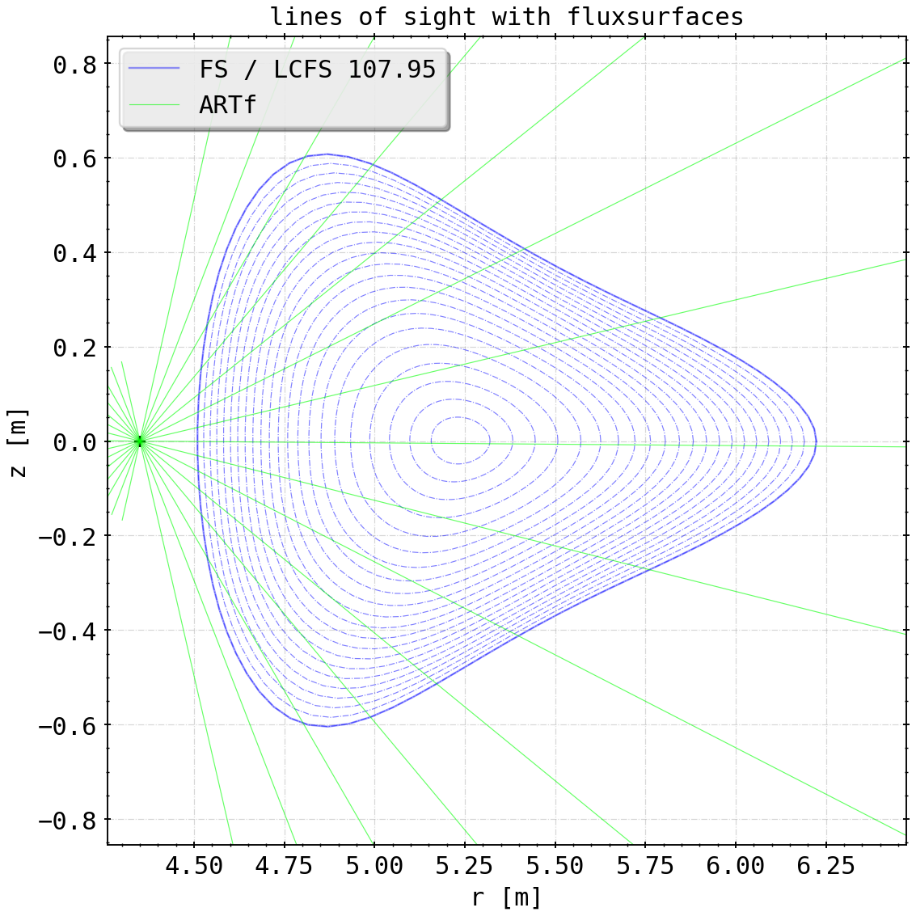 lines of sight with fluxsurfaces
FS / LCFS 107.95
ARTf
0.8
0.6
0.4
0.2
0.0
−0.2
−0.4
−0.6
−0.8
z [m]
4.50 4.75 5.00 5.25 5.50 5.75 6.00 6.25
r [m]